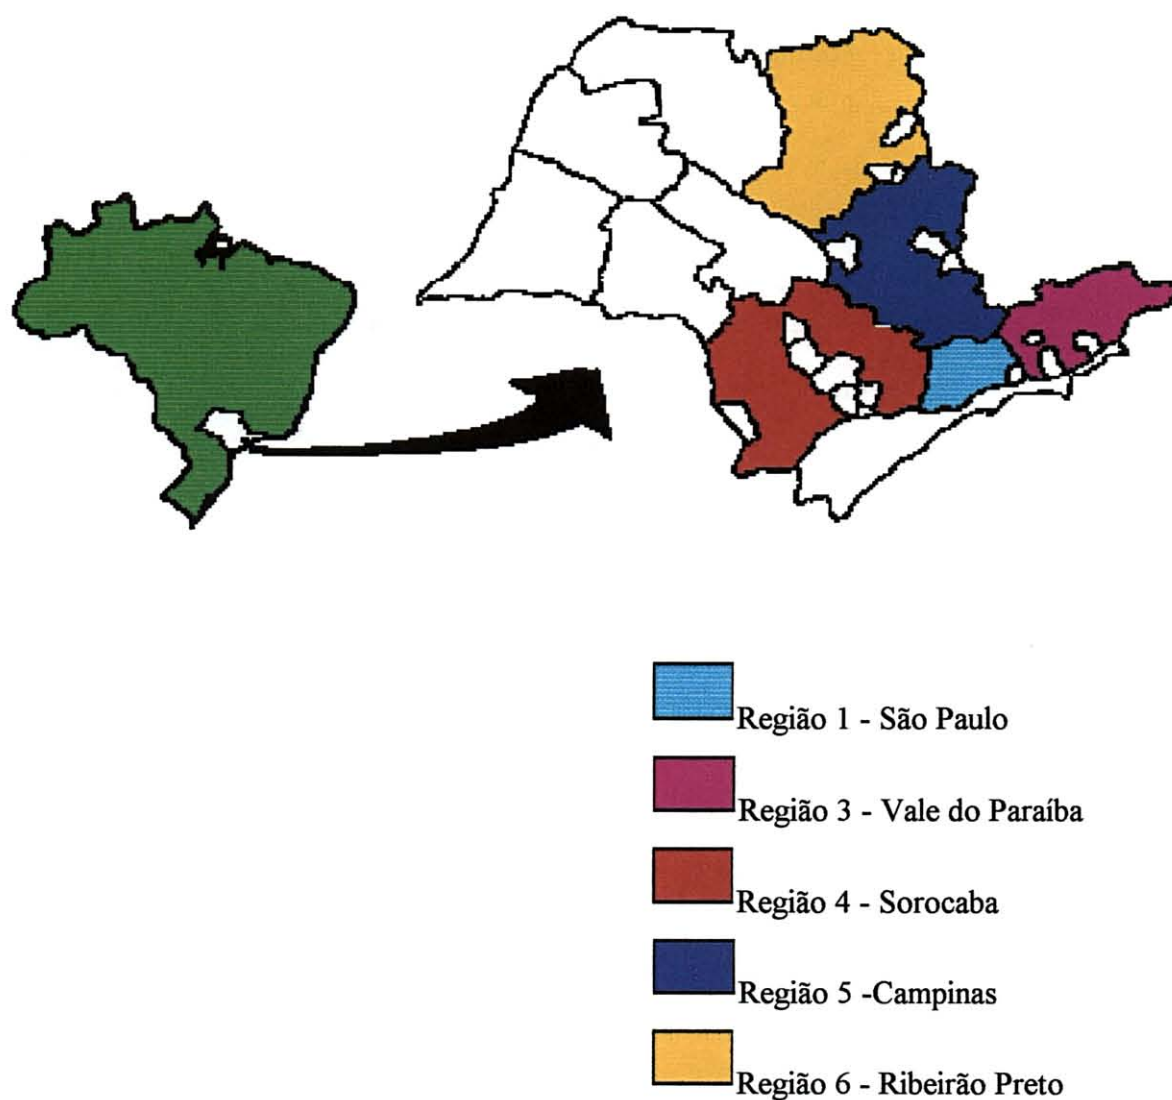 Região 1 - São Paulo
Região 3 - Vale do Paraíba
Região 4 - Sorocaba
Região 5 -Campinas
Região 6 - Ribeirão Preto